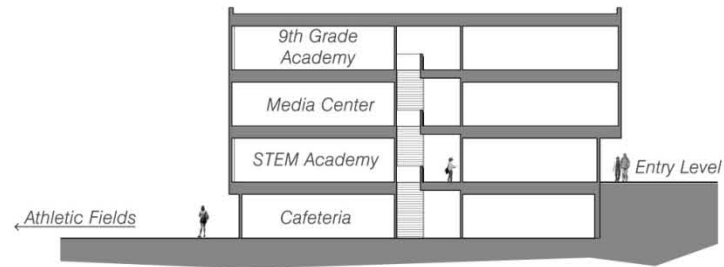 9th Grade
Academy
Media Center
STEM Academy
Entry Level
Athletic Fields
Cafeteria